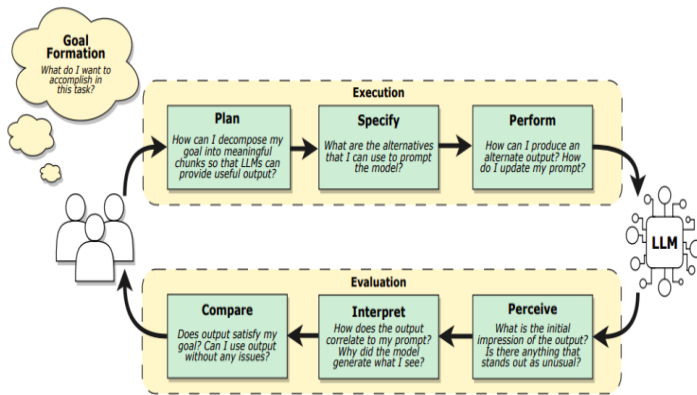 Goal
Formation
What do I want to
accomplish in
this task?
Execution
Plan
How can I decompose my
goal into meaningful
chunks so that LLMs can
provide useful output?
Specify
What are the alternatives
that I can use to prompt
the model?
Perform
How can I produce an
alternate output? How
do I update my prompt?
LLM
Evaluation
Compare
Does output satisfy my
goal? Can I use output
without any issues?
Interpret
How does the output
correlate to my prompt?
Why did the model
generate what I see?
Perceive
What is the initial
impression of the output?
Is there anything that
stands out as unusual?